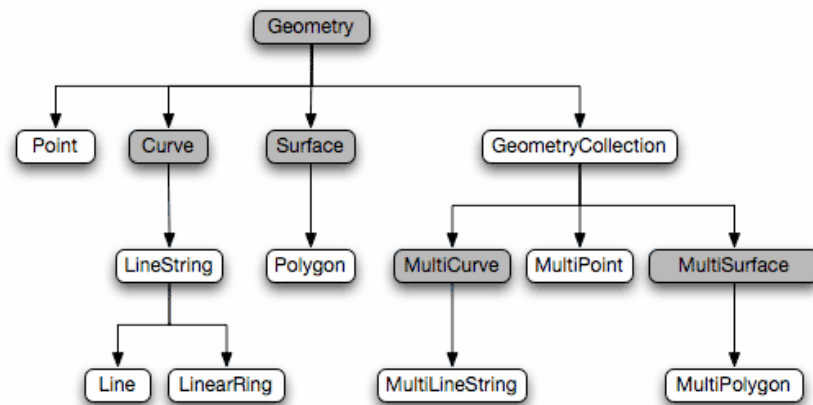 Geometry
Point
Curve
Surface
GeometryCollection
LineString
Polygon
MultiCurve
MultiPoint
MultiSurface
Line
LinearRing
MultiLineString
MultiPolygon